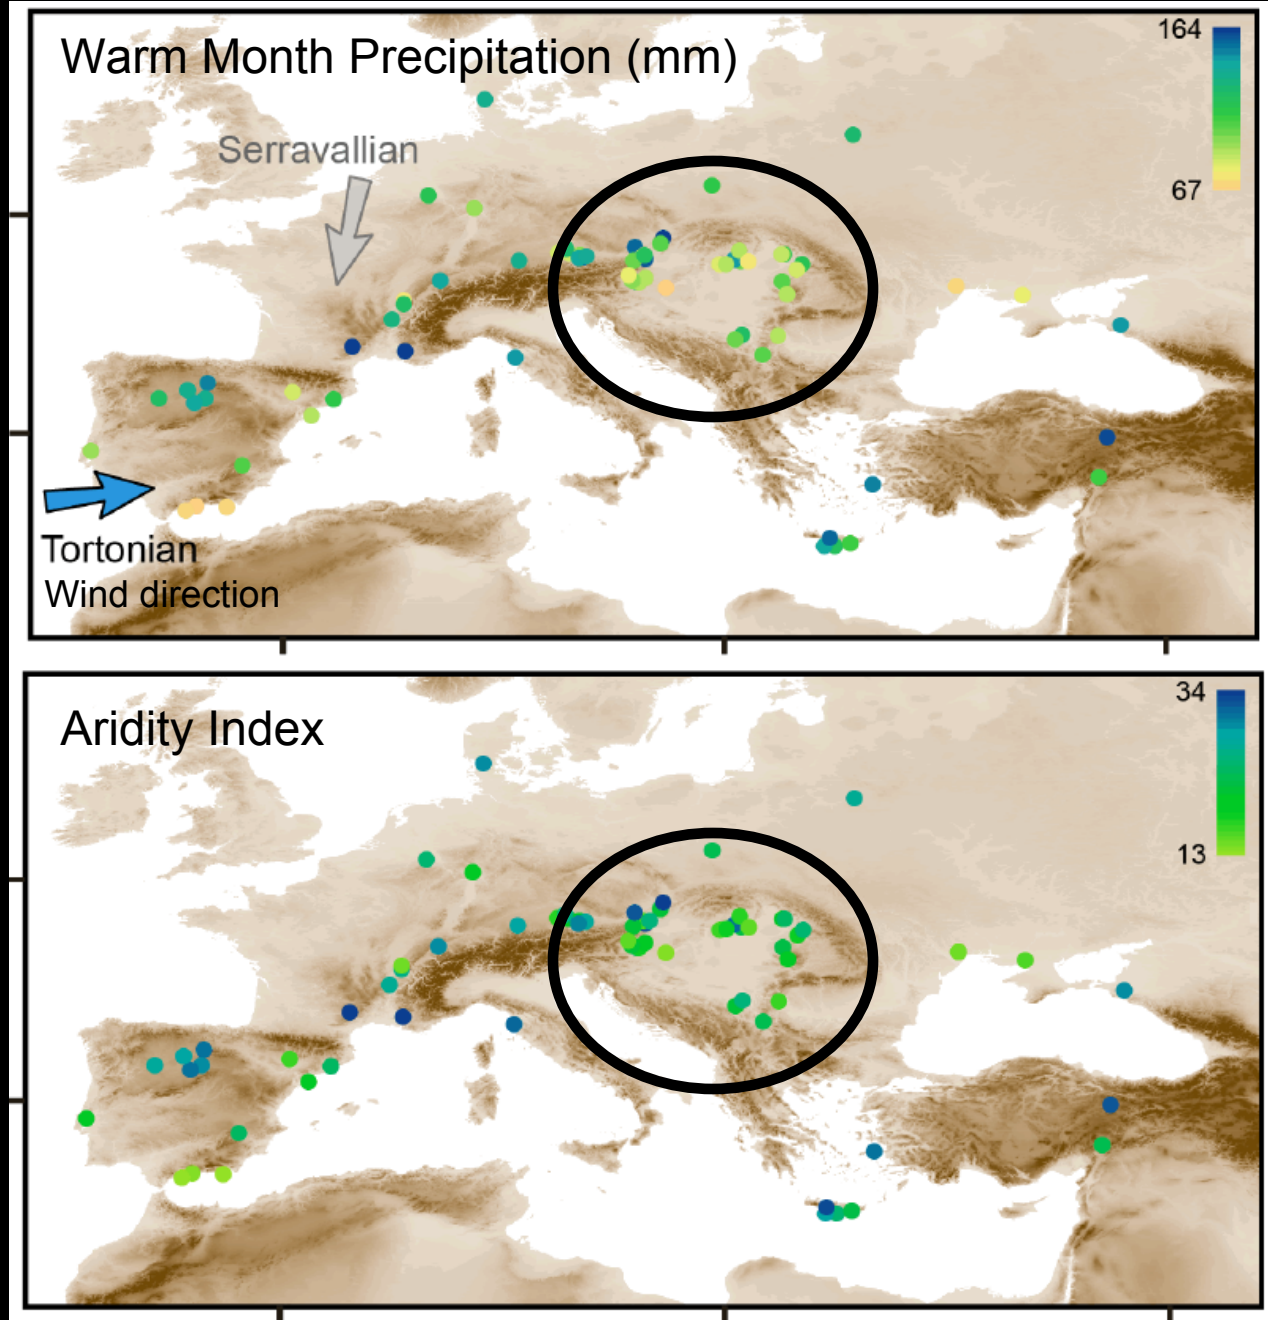 Warm Month Precipitation (mm)
164
67
Serravallian
Tortonian
Wind direction
Aridity Index
34
13